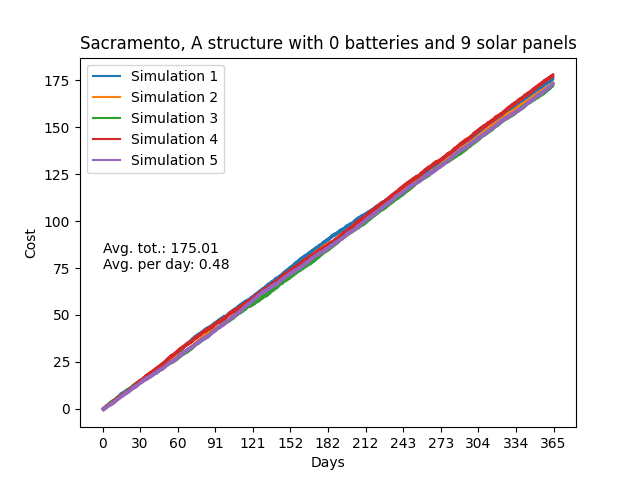 Sacramento, A structure with 0 batteries and 9 solar panels
Simulation 1
Simulation 2
Simulation 3
Simulation 4
Simulation 5
175
150
125
100
75
50
25
0
Cost
Avg. tot.: 175.01
Avg. per day: 0.48
0 30 60 91 121 152 182 212 243 273 304 334 365
Days